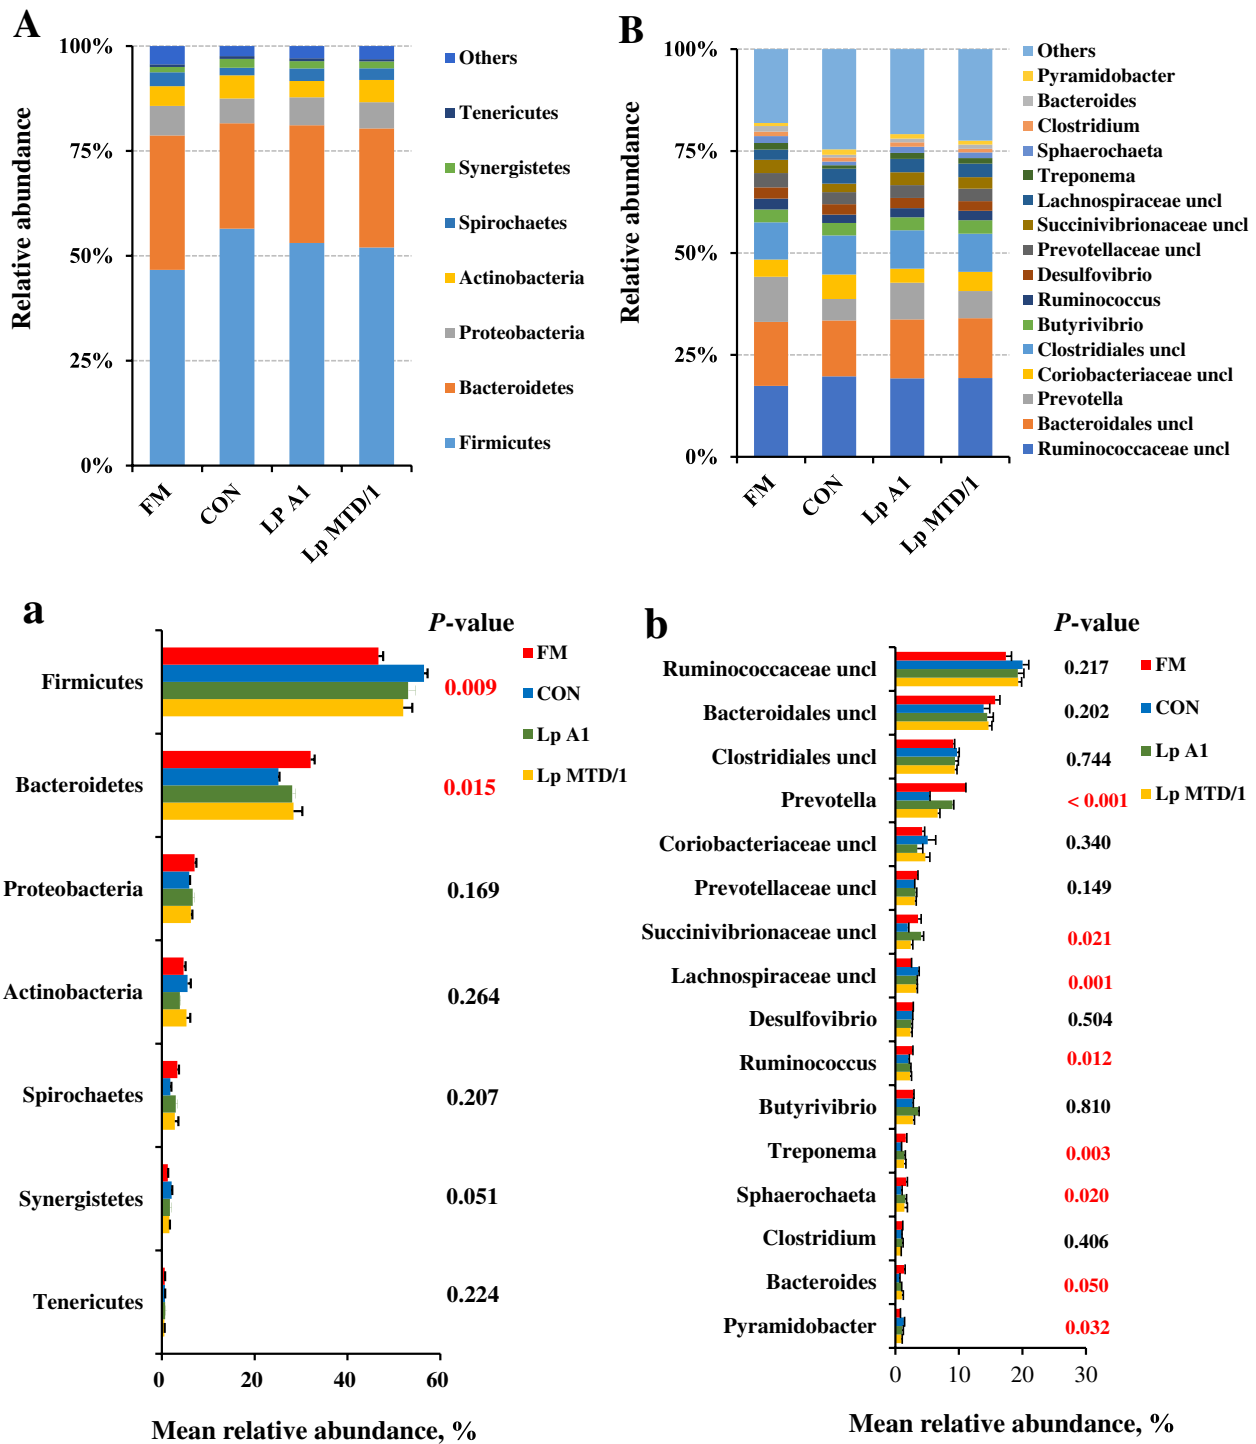 A
Relative abundance
100%
75%
50%
25%
0%
FM
CON
LP A1
Lp MTD/1
Others
Tenericutes
Synergistetes
Spirochaetes
Actinobacteria
Proteobacteria
Bacteroidetes
Firmicutes
B
Relative abundance
100%
75%
50%
25%
0%
FM
CON
Lp A1
Lp MTD/1
Others
Pyramidobacter
Bacteroides
Clostridium
Sphaerochaeta
Treponema
Lachnospiraceae uncl
Succinivibrionaceae uncl
Prevotellaceae uncl
Desulfovibrio
Ruminococcus
Butyrivibrio
Clostridiales uncl
Coriobacteriaceae uncl
Prevotella
Bacteroidales uncl
Ruminococcaceae uncl
a
P-value
Firmicutes
0.009
Bacteroidetes
0.015
Proteobacteria
0.169
Actinobacteria
0.264
Spirochaetes
0.207
Synergistetes
0.051
Tenericutes
0.224
FM
CON
Lp A1
Lp MTD/1
0
20
40
60
Mean relative abundance, %
b
P-value
Ruminococcaceae uncl
0.217
Bacteroidales uncl
0.202
Clostridiales uncl
0.744
Prevotella
< 0.001
Coriobacteriaceae uncl
0.340
Prevotellaceae uncl
0.149
Succinivibrionaceae uncl
0.021
Lachnospiraceae uncl
0.001
Desulfovibrio
0.504
Ruminococcus
0.012
Butyrivibrio
0.810
Treponema
0.003
Sphaerochaeta
0.020
Clostridium
0.406
Bacteroides
0.050
Pyramidobacter
0.032
FM
CON
Lp A1
Lp MTD/1
0
10
20
30
Mean relative abundance, %